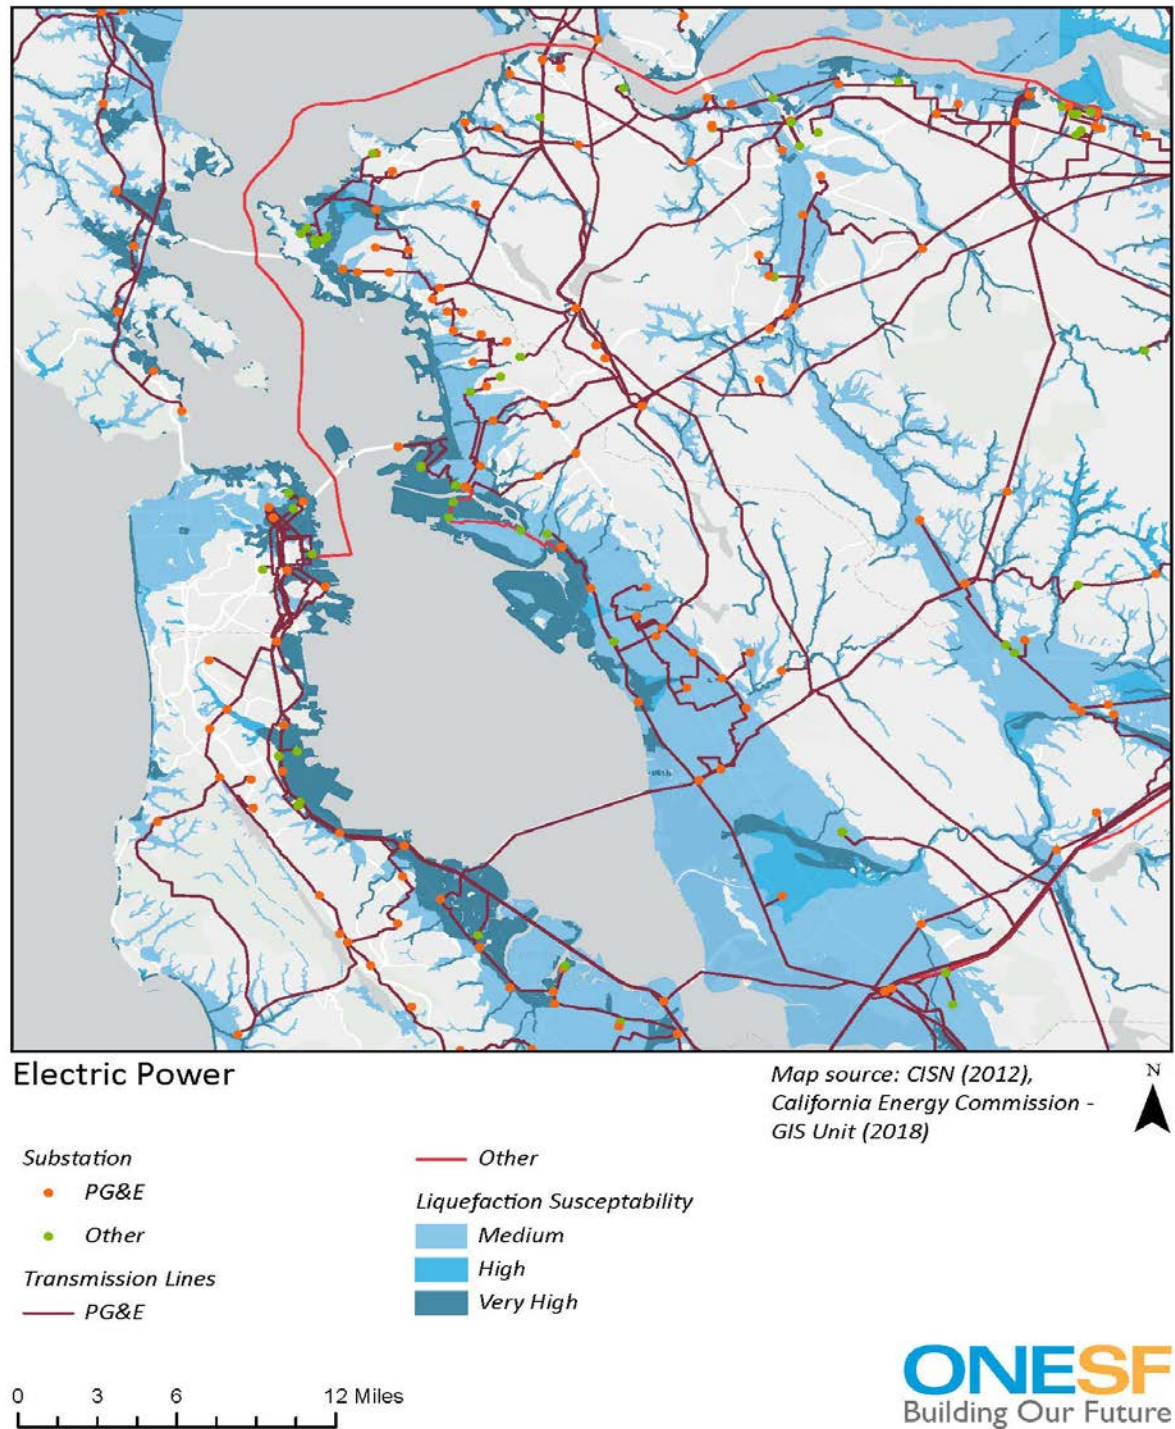 Electric Power
Map source: CISN (2012),
California Energy Commission -
GIS Unit (2018)
N
Substation
PG&E
Other
Transmission Lines
PG&E
Other
Liquefaction Susceptability
Medium
High
Very High
0 3 6 12 Miles
ONESF
Building Our Future